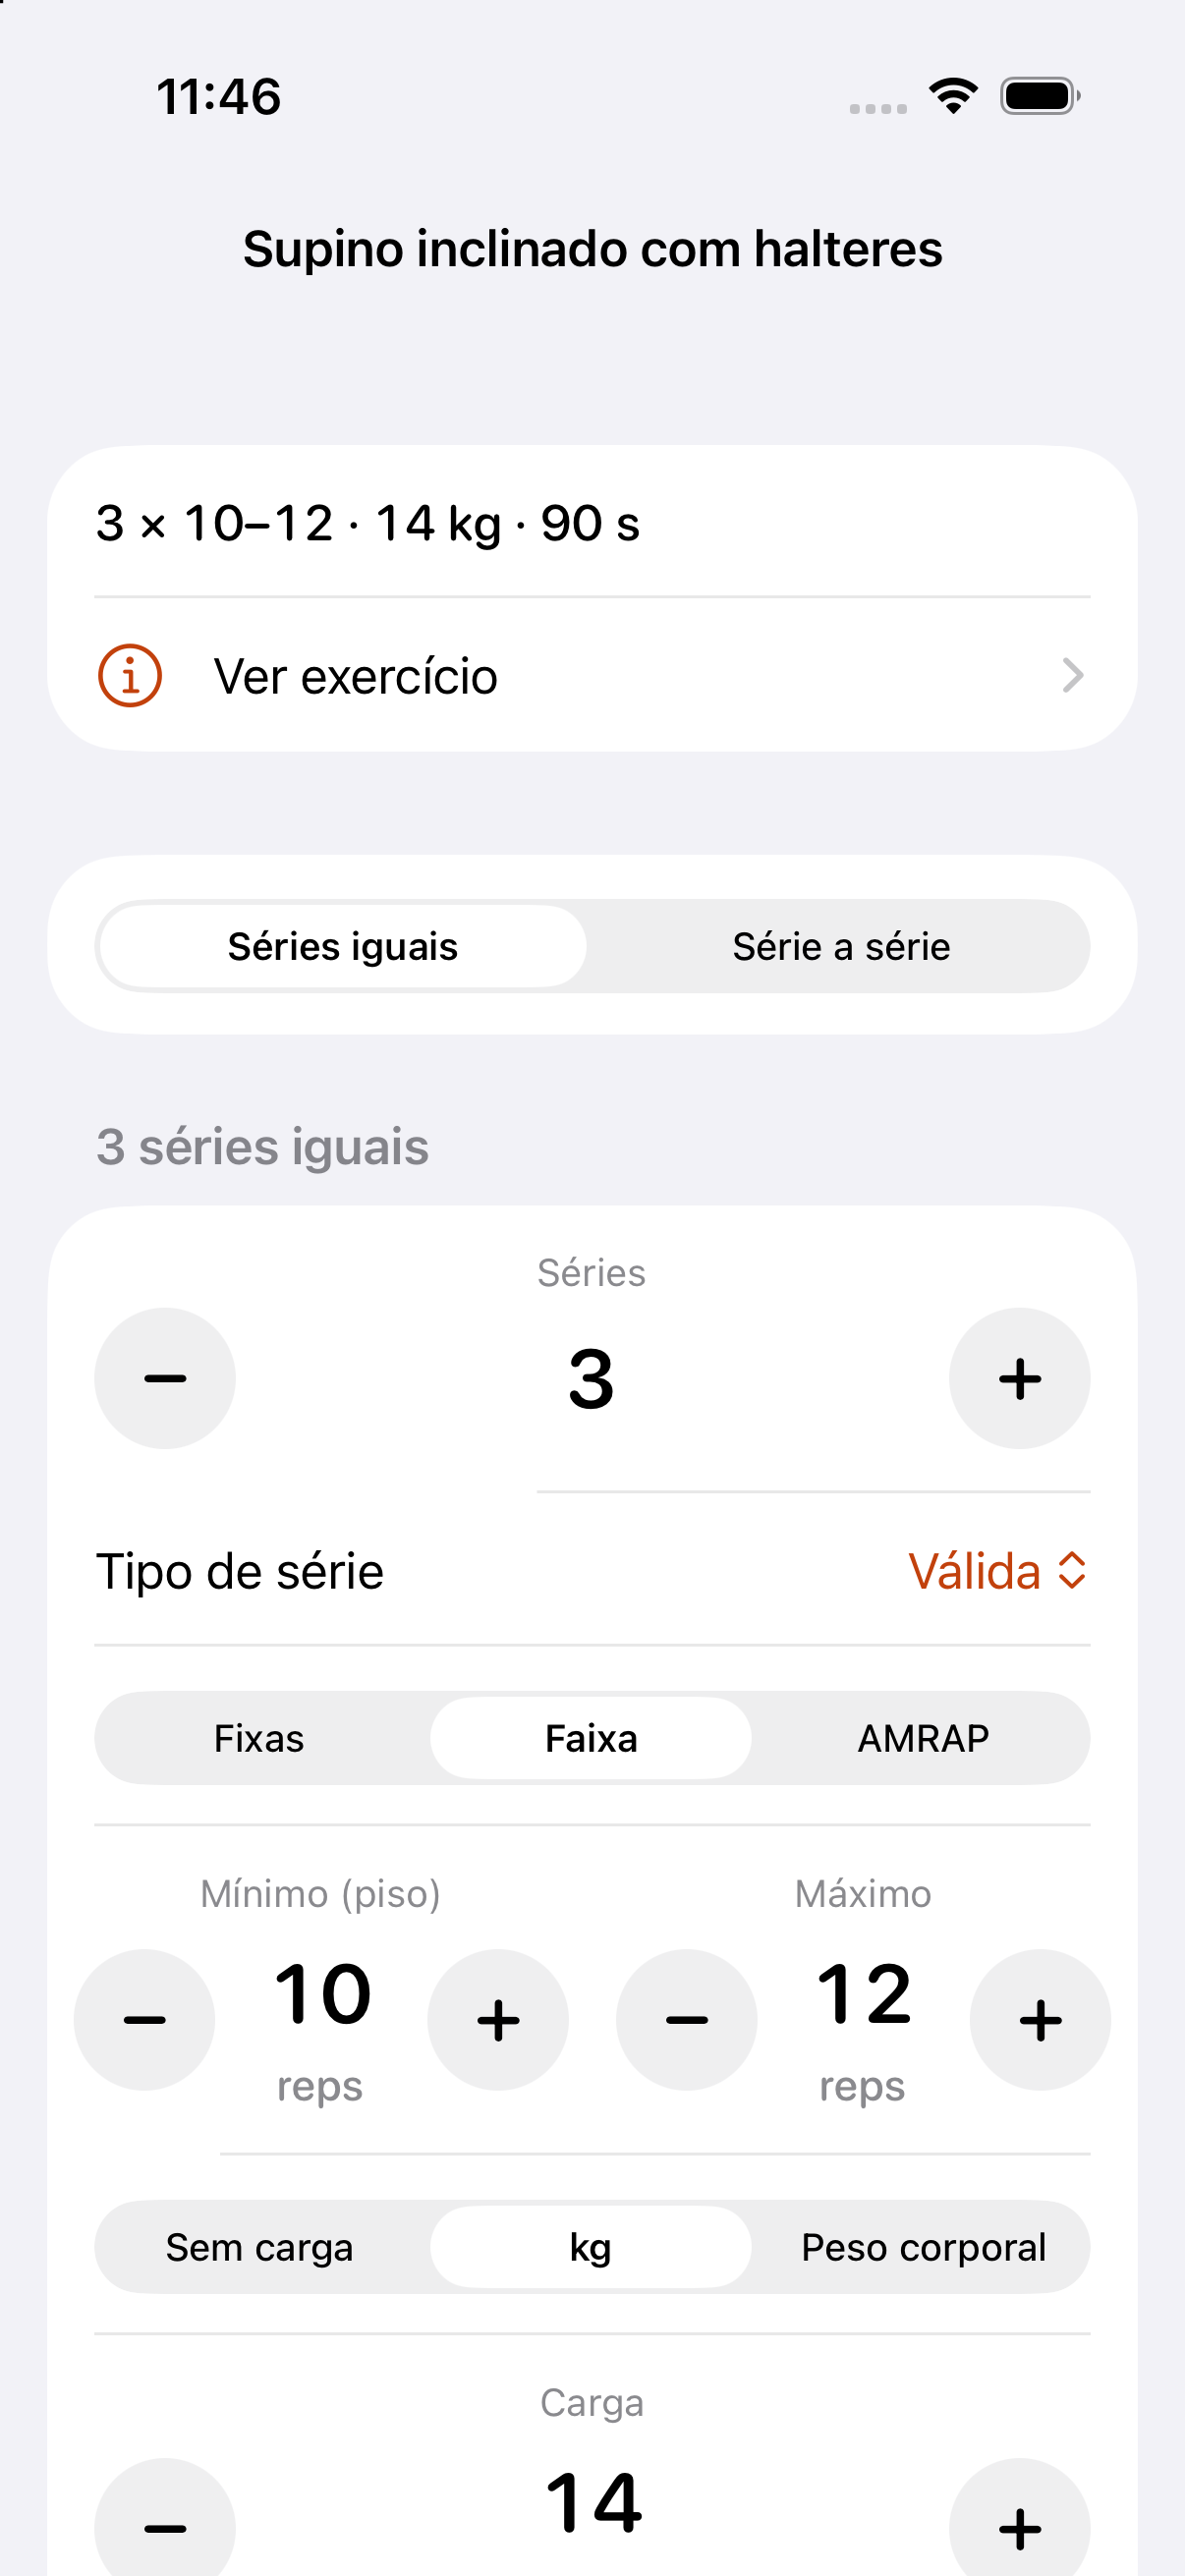 11:46
Supino inclinado com halteres
3 × 10–12 · 14 kg · 90 s
Ver exercício
Séries iguais Série a série
3 séries iguais
Séries
− 3 +
Tipo de série Válida
Fixas Faixa AMRAP
Mínimo (piso) Máximo
− 10 + − 12 +
reps reps
Sem carga kg Peso corporal
Carga
− 14 +